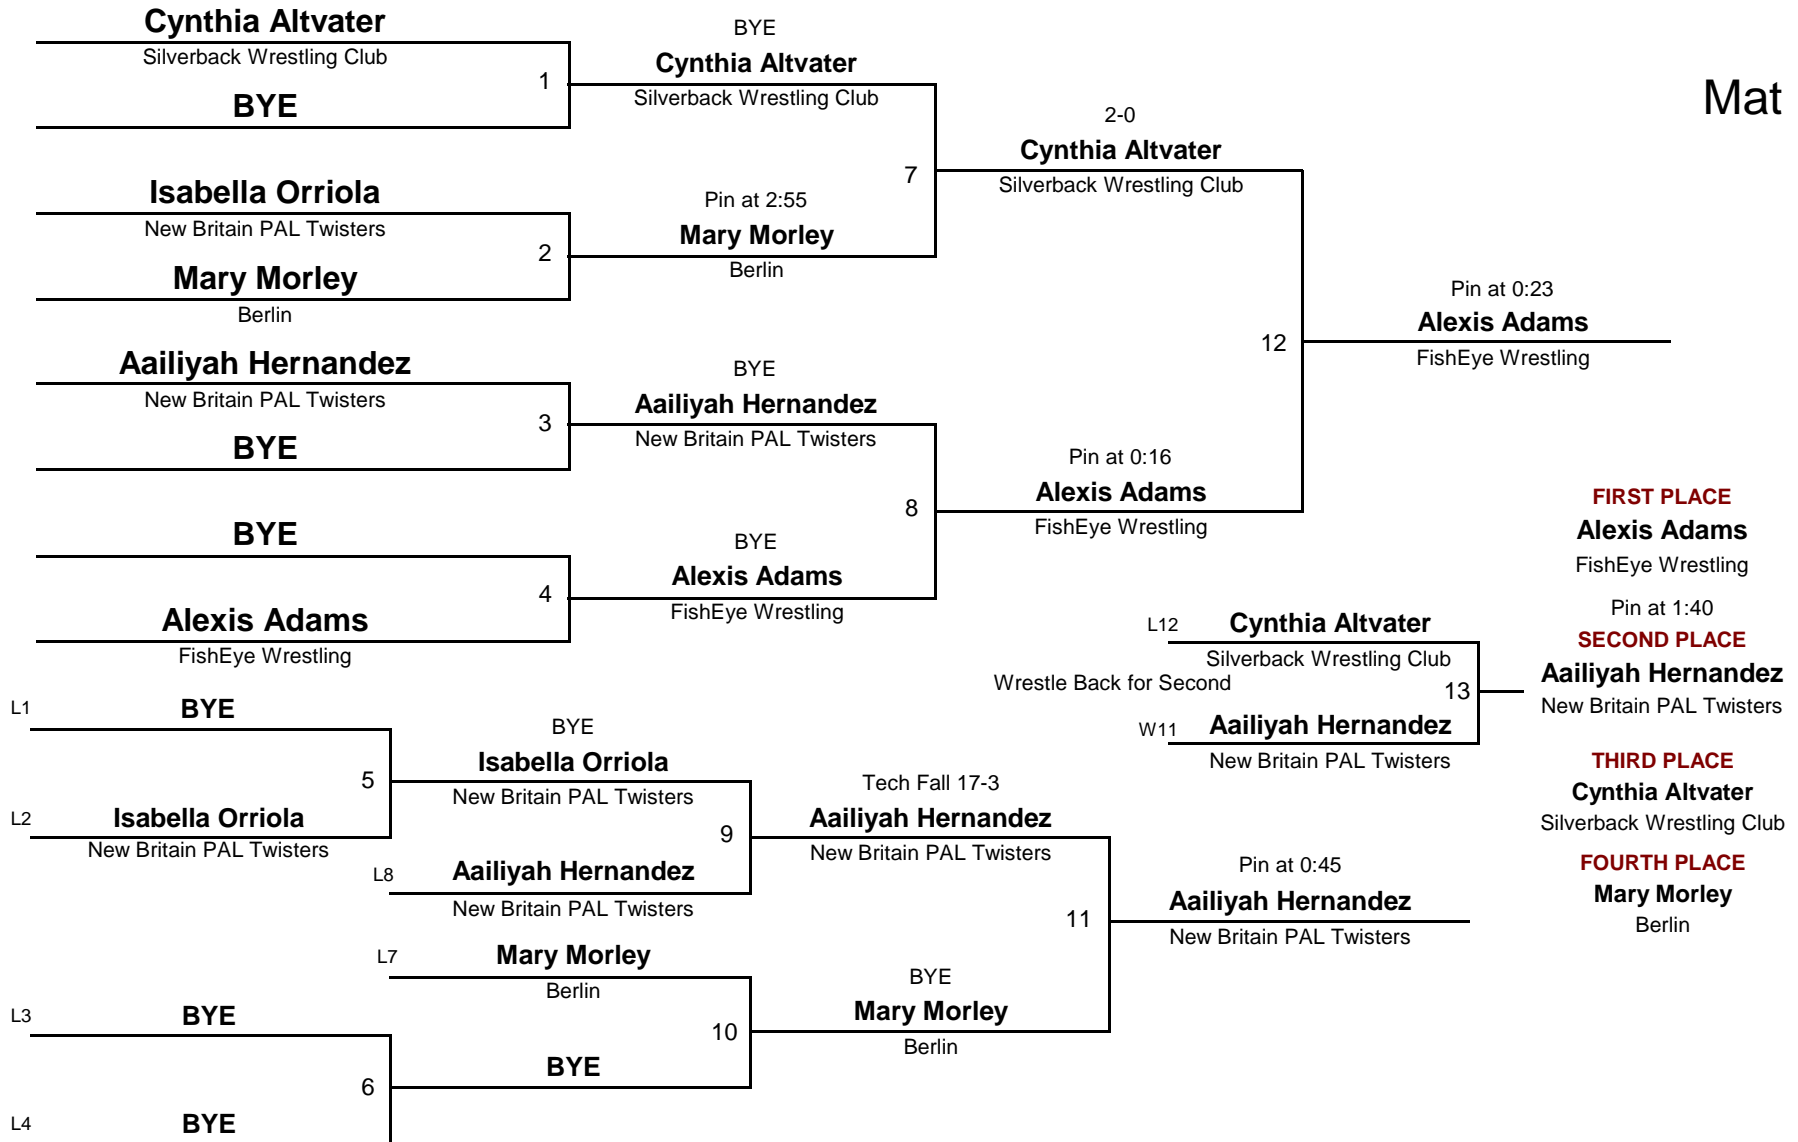 Cynthia Altvater
Silverback Wrestling Club
1
BYE
BYE
Cynthia Altvater
Silverback Wrestling Club
Mat
Isabella Orriola
New Britain PAL Twisters
2
Mary Morley
Berlin
Pin at 2:55
Mary Morley
Berlin
7
2-0
Cynthia Altvater
Silverback Wrestling Club
Aailiyah Hernandez
New Britain PAL Twisters
3
BYE
BYE
Aailiyah Hernandez
New Britain PAL Twisters
BYE
4
Alexis Adams
FishEye Wrestling
BYE
Alexis Adams
FishEye Wrestling
8
Pin at 0:16
Alexis Adams
FishEye Wrestling
12
Pin at 0:23
Alexis Adams
FishEye Wrestling
FIRST PLACE
Alexis Adams
FishEye Wrestling
L12
Cynthia Altvater
Silverback Wrestling Club
Wrestle Back for Second
13
W11
Aailiyah Hernandez
New Britain PAL Twisters
Pin at 1:40
SECOND PLACE
Aailiyah Hernandez
New Britain PAL Twisters
THIRD PLACE
Cynthia Altvater
Silverback Wrestling Club
FOURTH PLACE
Mary Morley
Berlin
L1
BYE
5
L2
Isabella Orriola
New Britain PAL Twisters
BYE
Isabella Orriola
New Britain PAL Twisters
9
L8
Aailiyah Hernandez
New Britain PAL Twisters
Tech Fall 17-3
Aailiyah Hernandez
New Britain PAL Twisters
L7
Mary Morley
Berlin
10
BYE
BYE
Mary Morley
Berlin
11
Pin at 0:45
Aailiyah Hernandez
New Britain PAL Twisters
L3
BYE
6
L4
BYE